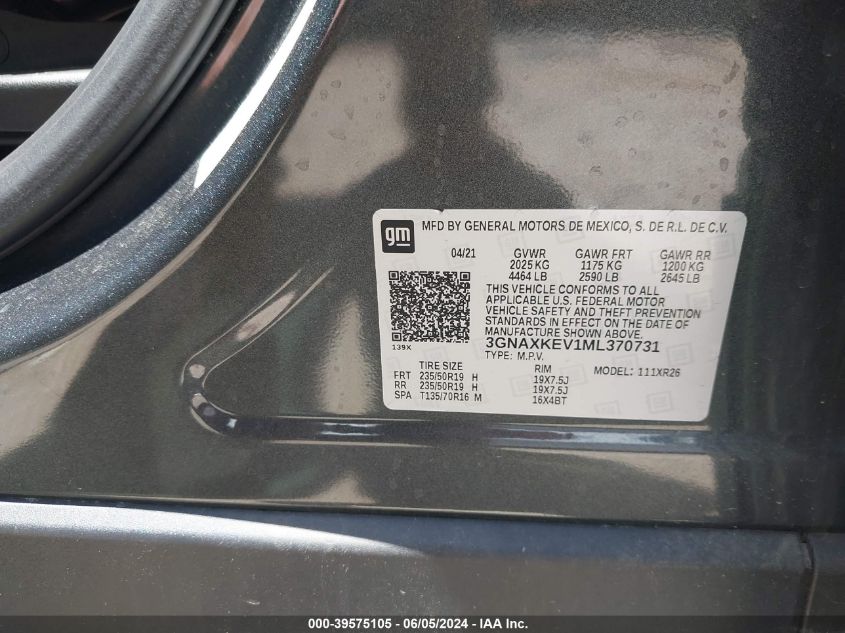 gm MFD BY GENERAL MOTORS DE MEXICO, S. DE R.L. DE C.V.
04/21 GVWR GAWR FRT GAWR RR
2025 KG 1175 KG 1200 KG
4464 LB 2590 LB 2645 LB
THIS VEHICLE CONFORMS TO ALL
APPLICABLE U.S. FEDERAL MOTOR
VEHICLE SAFETY AND THEFT PREVENTION
STANDARDS IN EFFECT ON THE DATE OF
MANUFACTURE SHOWN ABOVE.
139X 3GNAXKEV1ML370731
TYPE: M.P.V. MODEL: 111XR26
TIRE SIZE RIM
FRT 235/50R19 H 19X7.5J
RR 235/50R19 H 19X7.5J
SPA T135/70R16 M 16X4BT
000-39575105 - 06/05/2024 - IAA Inc.